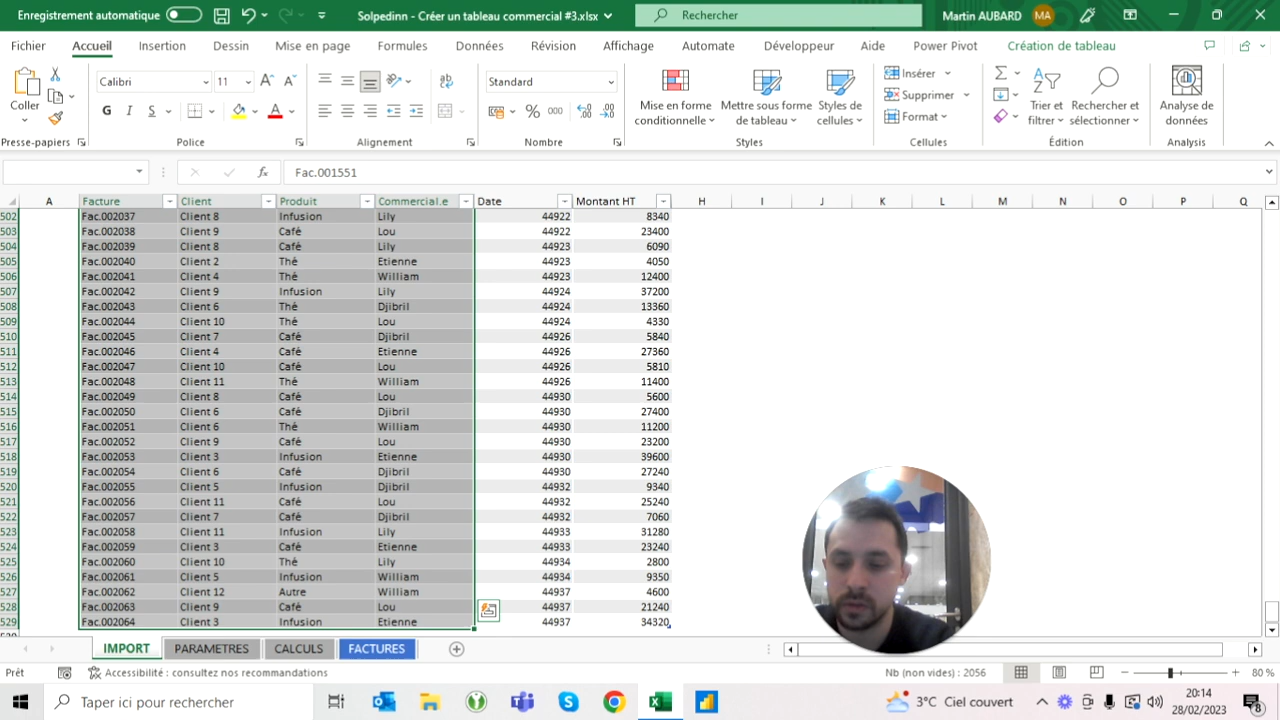 Enregistrement automatique
Solpedinn - Créer un tableau commercial #3.xlsx
Rechercher
Martin AUBARD
MA
Fichier Accueil Insertion Dessin Mise en page Formules Données Révision Affichage Automate Développeur Aide Power Pivot Création de tableau
Coller
Calibri 11
G I S
Standard
% 000
Mise en forme conditionnelle
Mettre sous forme de tableau
Styles de cellules
Insérer
Supprimer
Format
Trier et filtrer
Rechercher et sélectionner
Analyse de données
Presse-papiers Police Alignement Nombre Styles Cellules Édition Analysis
fx Fac.001551
A Facture Client Produit Commercial.e Date Montant HT H I J K L M N O P Q
502 Fac.002037 Client 8 Infusion Lily 44922 8340
503 Fac.002038 Client 9 Café Lou 44922 23400
504 Fac.002039 Client 8 Café Lily 44923 6090
505 Fac.002040 Client 2 Thé Etienne 44923 4050
506 Fac.002041 Client 4 Thé William 44923 12400
507 Fac.002042 Client 9 Infusion Lily 44924 37200
508 Fac.002043 Client 6 Thé Djibril 44924 13360
509 Fac.002044 Client 10 Thé Lou 44924 4330
510 Fac.002045 Client 7 Café Djibril 44926 5840
511 Fac.002046 Client 4 Café Etienne 44926 27360
512 Fac.002047 Client 10 Café Lou 44926 5810
513 Fac.002048 Client 11 Thé William 44926 11400
514 Fac.002049 Client 8 Café Lou 44930 5600
515 Fac.002050 Client 6 Café Djibril 44930 27400
516 Fac.002051 Client 6 Thé William 44930 11200
517 Fac.002052 Client 9 Café Lou 44930 23200
518 Fac.002053 Client 3 Infusion Etienne 44930 39600
519 Fac.002054 Client 6 Café Djibril 44930 27240
520 Fac.002055 Client 5 Infusion Djibril 44932 9340
521 Fac.002056 Client 11 Café Lou 44932 25240
522 Fac.002057 Client 7 Café Djibril 44932 7060
523 Fac.002058 Client 11 Infusion Lily 44933 31280
524 Fac.002059 Client 3 Café Etienne 44933 23240
525 Fac.002060 Client 10 Thé Lily 44934 2800
526 Fac.002061 Client 5 Infusion William 44934 9350
527 Fac.002062 Client 12 Autre William 44937 4600
528 Fac.002063 Client 9 Café Lou 44937 21240
529 Fac.002064 Client 3 Infusion Etienne 44937 34320
IMPORT PARAMETRES CALCULS FACTURES
Prêt Accessibilité : consultez nos recommandations Nb (non vides) : 2056 80 %
Taper ici pour rechercher
3°C Ciel couvert
20:14
28/02/2023
8